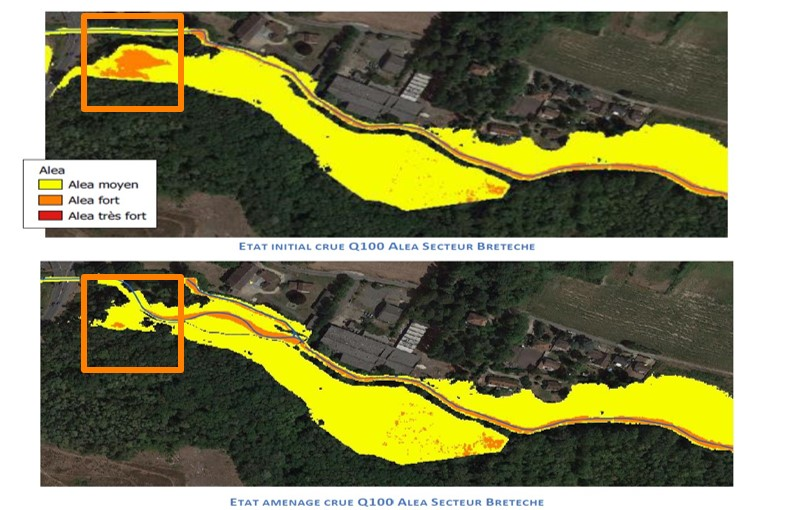 Alea
Alea moyen
Alea fort
Alea très fort
ETAT INITIAL CRUE Q100 ALEA SECTEUR BRETECHE
ETAT AMENAGE CRUE Q100 ALEA SECTEUR BRETECHE